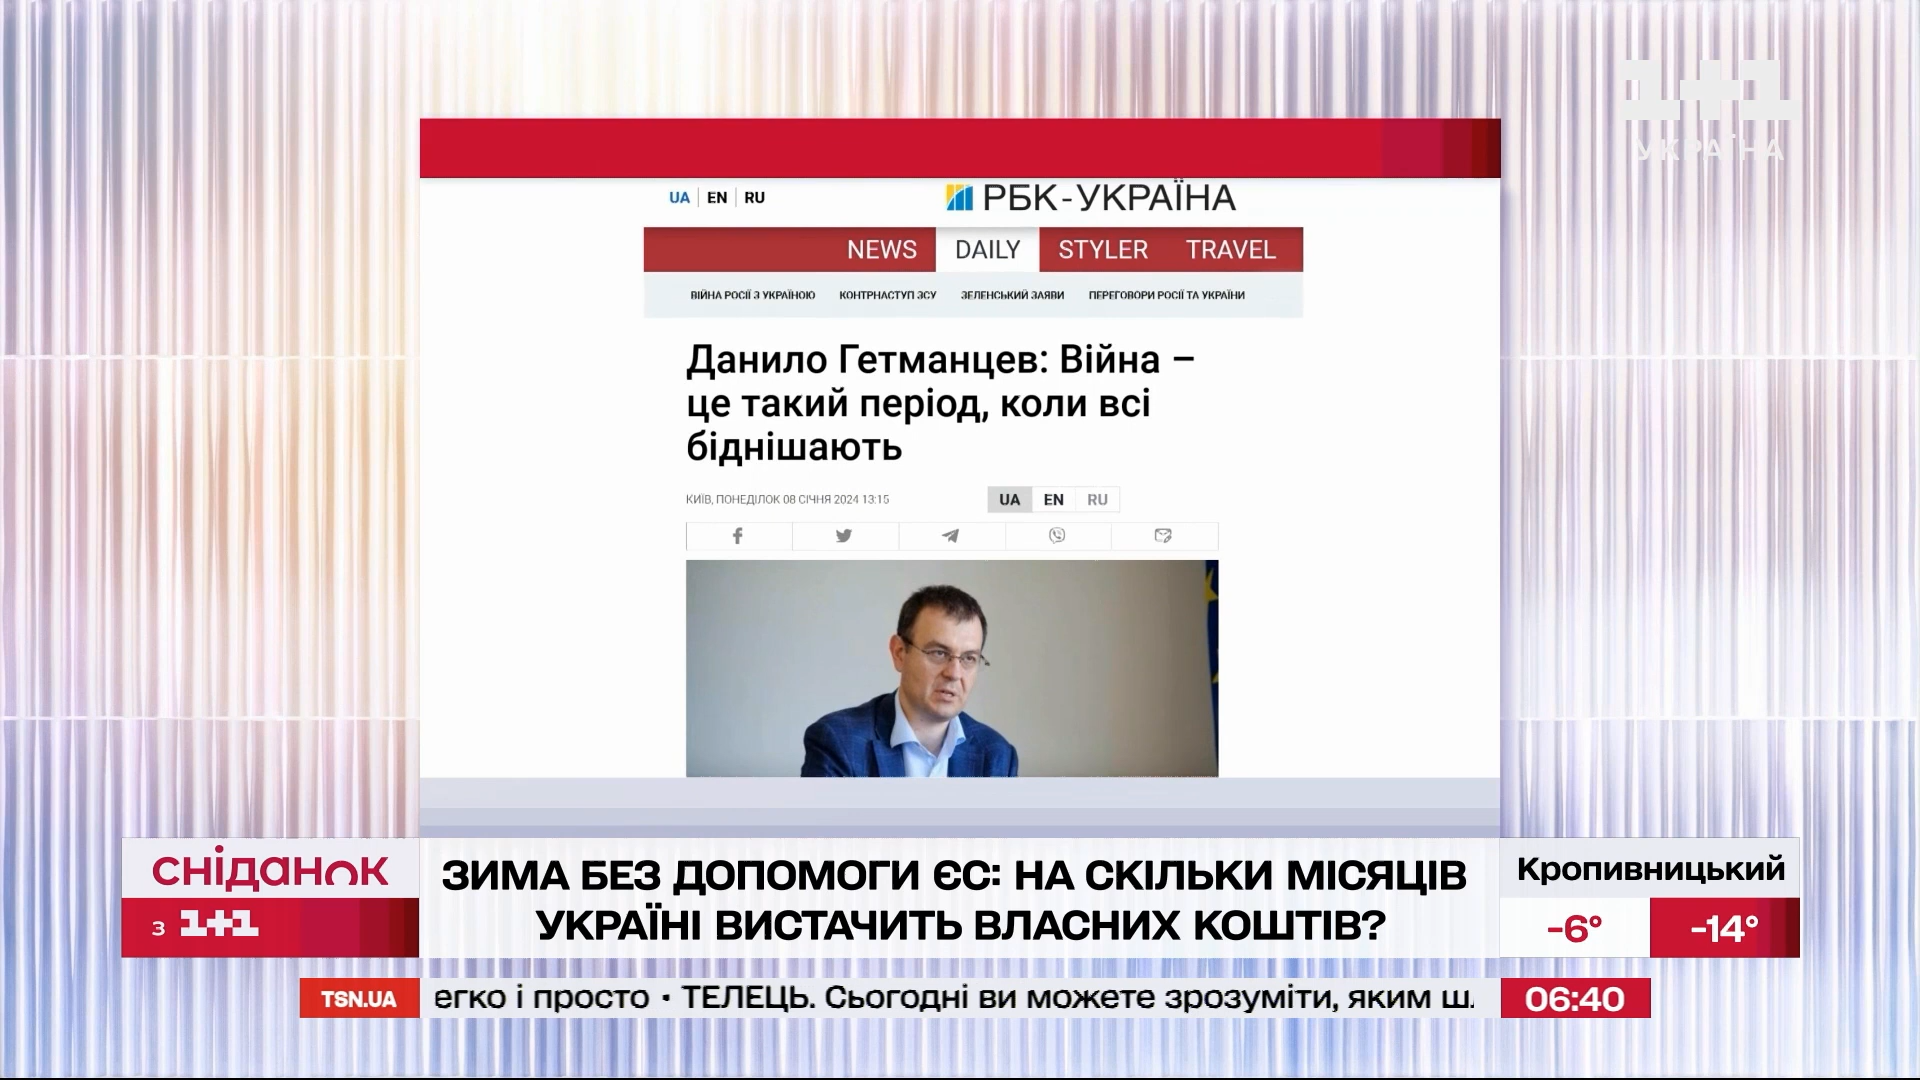 1+1
УКРАЇНА
UA EN RU
РБК-УКРАЇНА
NEWS DAILY STYLER TRAVEL
ВІЙНА РОСІЇ З УКРАЇНОЮ КОНТРНАСТУП ЗСУ ЗЕЛЕНСЬКИЙ ЗАЯВИ ПЕРЕГОВОРИ РОСІЇ ТА УКРАЇНИ
Данило Гетманцев: Війна –
це такий період, коли всі
біднішають
КИЇВ, ПОНЕДІЛОК 08 СІЧНЯ 2024 13:15
UA EN RU
СНІДАНОК
З 1+1
ЗИМА БЕЗ ДОПОМОГИ ЄС: НА СКІЛЬКИ МІСЯЦІВ
УКРАЇНІ ВИСТАЧИТЬ ВЛАСНИХ КОШТІВ?
Кропивницький
-6° -14°
TSN.UA
егко і просто • ТЕЛЕЦЬ. Сьогодні ви можете зрозуміти, яким ш
06:40